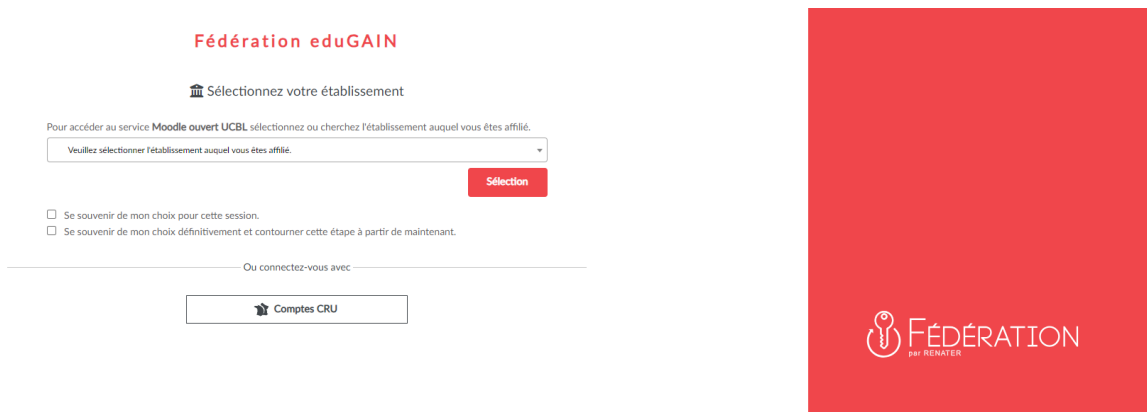 Fédération eduGAIN
Sélectionnez votre établissement
Pour accéder au service Moodle ouvert UCBL sélectionnez ou cherchez l'établissement auquel vous êtes affilié.
Veuillez sélectionner l'établissement auquel vous êtes affilié.
Sélection
Se souvenir de mon choix pour cette session.
Se souvenir de mon choix définitivement et contourner cette étape à partir de maintenant.
Ou connectez-vous avec
Comptes CRU
FÉDÉRATION
par RENATER